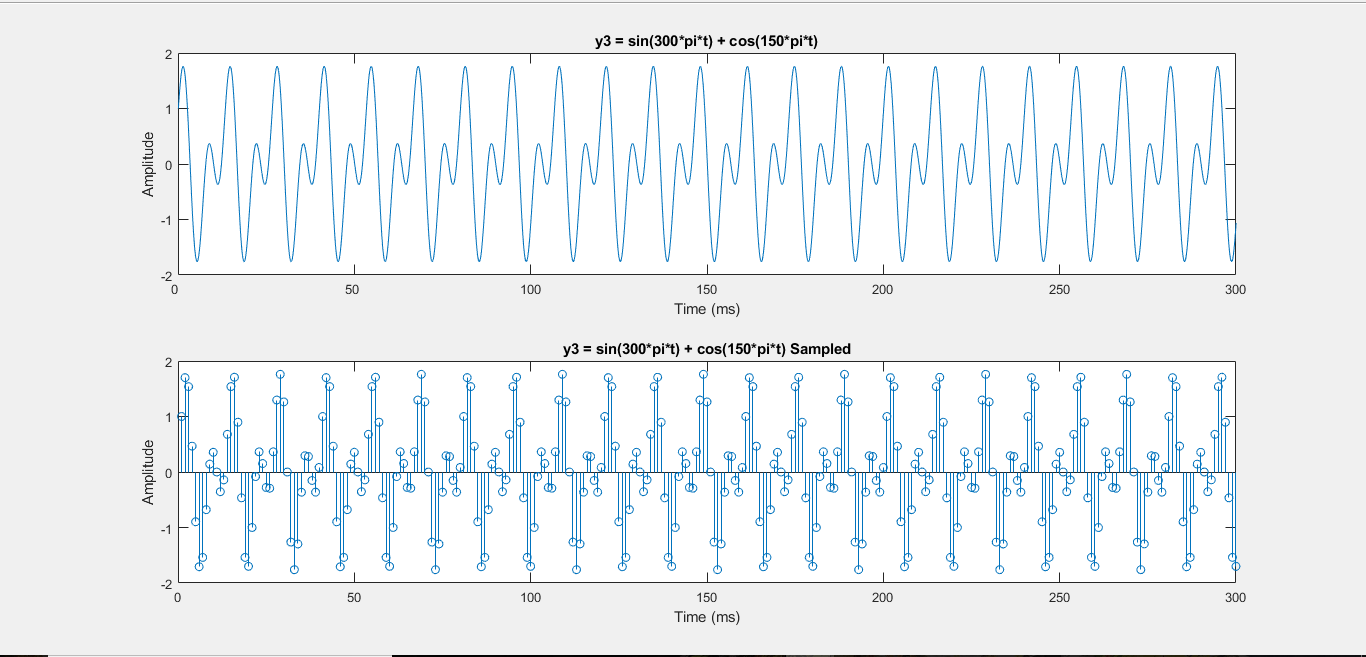 y3 = sin(300*pi*t) + cos(150*pi*t)
2
1
0
-1
-2
Amplitude
0 50 100 150 200 250 300
Time (ms)
y3 = sin(300*pi*t) + cos(150*pi*t) Sampled
2
1
0
-1
-2
Amplitude
0 50 100 150 200 250 300
Time (ms)